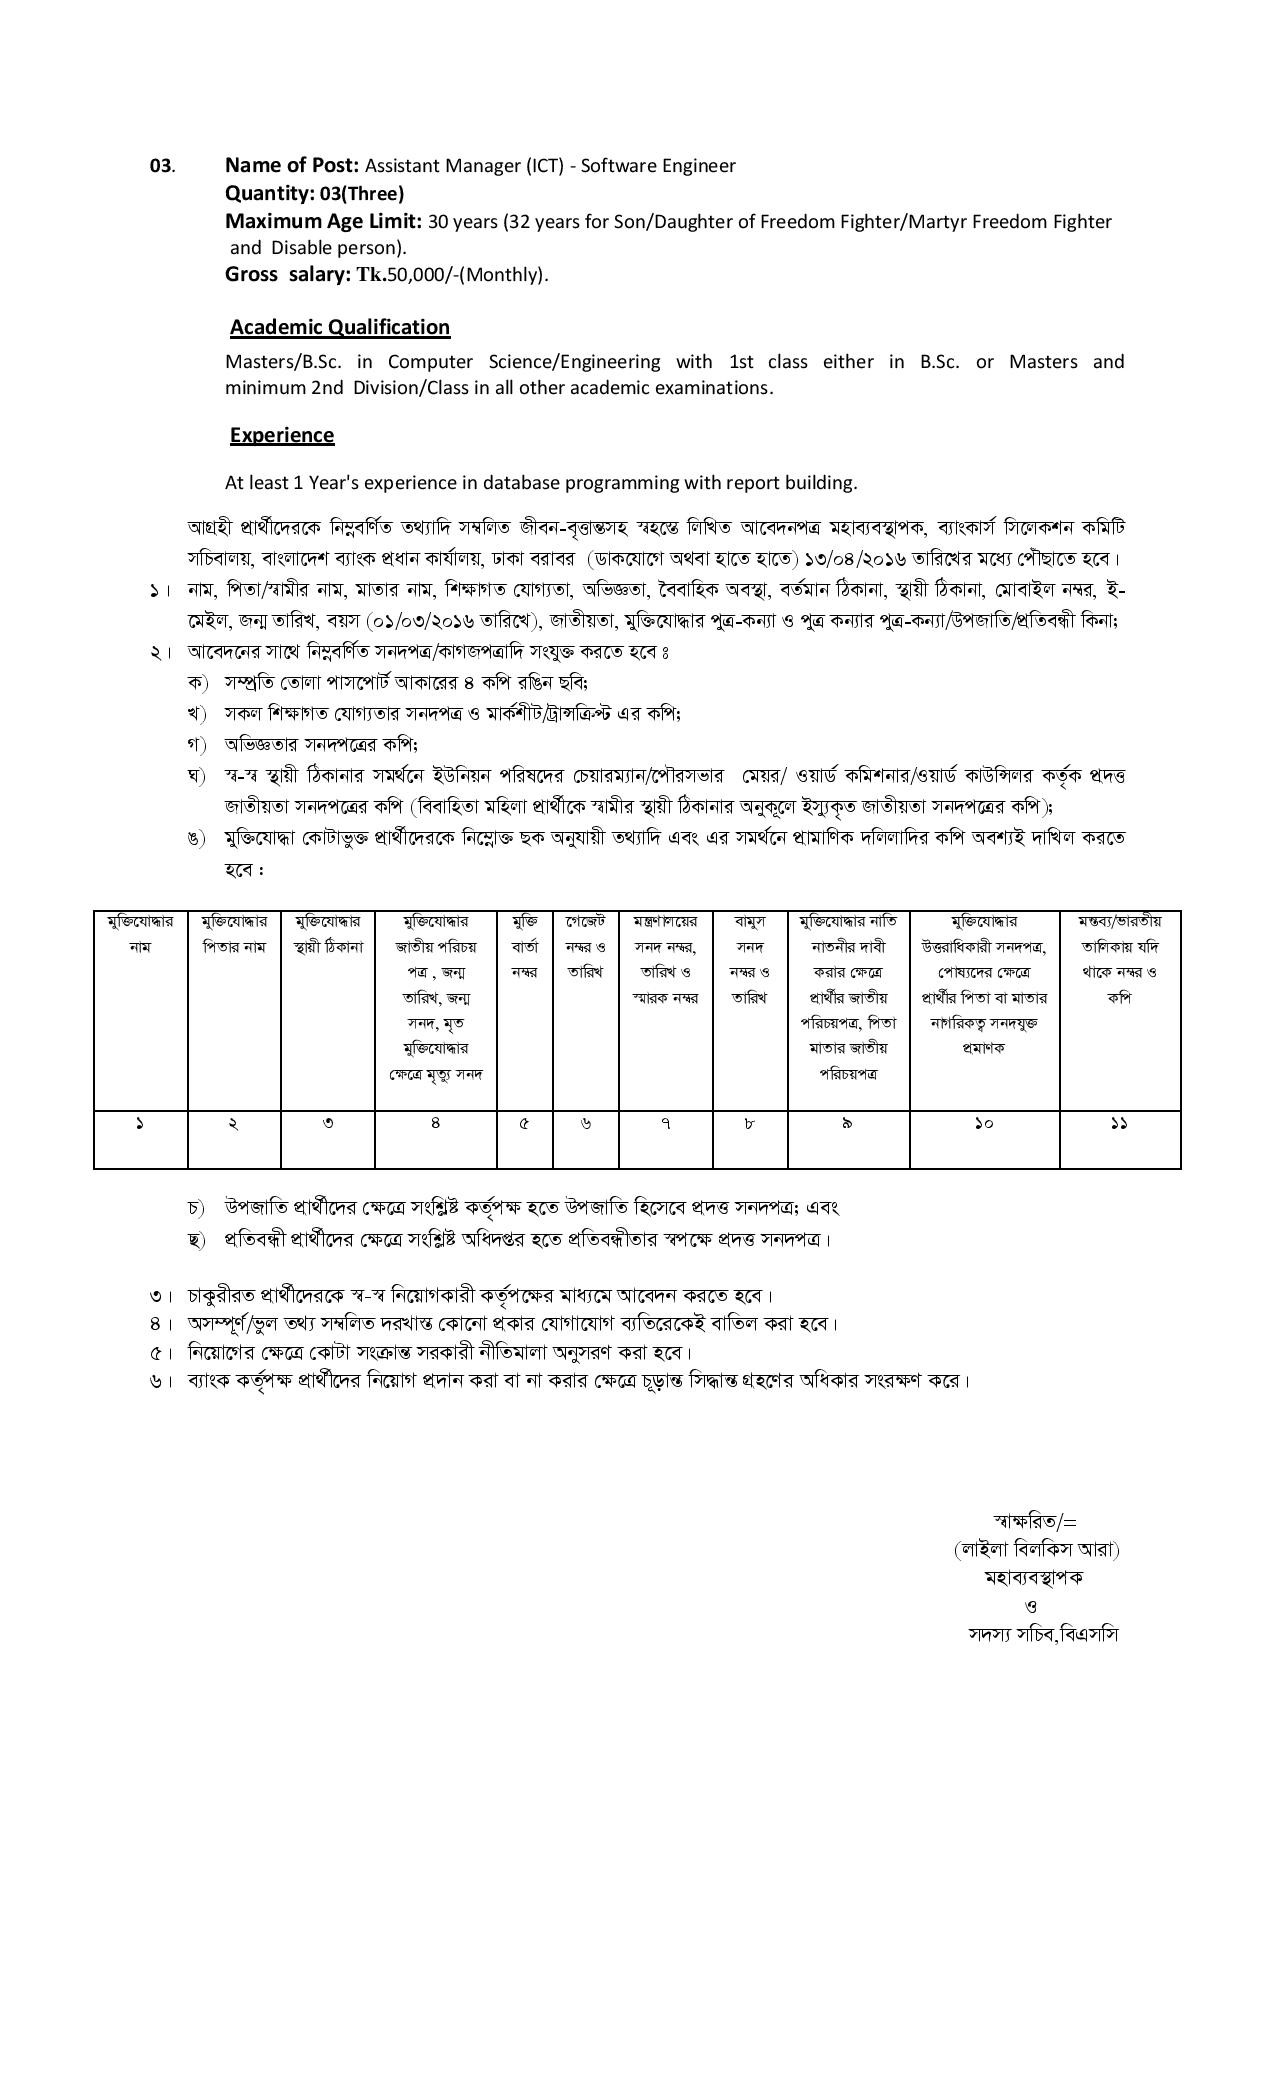 03. Name of Post: Assistant Manager (ICT) - Software Engineer
Quantity: 03(Three)
Maximum Age Limit: 30 years (32 years for Son/Daughter of Freedom Fighter/Martyr Freedom Fighter
and Disable person).
Gross salary: Tk.50,000/-(Monthly).
Academic Qualification
Masters/B.Sc. in Computer Science/Engineering with 1st class either in B.Sc. or Masters and
minimum 2nd Division/Class in all other academic examinations.
Experience
At least 1 Year's experience in database programming with report building.
আগ্রহী প্রার্থীদেরকে নিম্নবর্ণিত তথ্যাদি সম্বলিত জীবন-বৃত্তান্তসহ স্বহস্তে লিখিত আবেদনপত্র মহাব্যবস্থাপক, ব্যাংকার্স সিলেকশন কমিটি
সচিবালয়, বাংলাদেশ ব্যাংক প্রধান কার্যালয়, ঢাকা বরাবর (ডাকযোগে অথবা হাতে হাতে) ১৩/০৪/২০১৬ তারিখের মধ্যে পৌঁছাতে হবে।
১। নাম, পিতা/স্বামীর নাম, মাতার নাম, শিক্ষাগত যোগ্যতা, অভিজ্ঞতা, বৈবাহিক অবস্থা, বর্তমান ঠিকানা, স্থায়ী ঠিকানা, মোবাইল নম্বর, ই-
মেইল, জন্ম তারিখ, বয়স (০১/০৩/২০১৬ তারিখে), জাতীয়তা, মুক্তিযোদ্ধার পুত্র-কন্যা ও পুত্র কন্যার পুত্র-কন্যা/উপজাতি/প্রতিবন্ধী কিনা;
২। আবেদনের সাথে নিম্নবর্ণিত সনদপত্র/কাগজপত্রাদি সংযুক্ত করতে হবে ঃ
ক) সম্প্রতি তোলা পাসপোর্ট আকারের ৪ কপি রঙিন ছবি;
খ) সকল শিক্ষাগত যোগ্যতার সনদপত্র ও মার্কশীট/ট্রান্সক্রিপ্ট এর কপি;
গ) অভিজ্ঞতার সনদপত্রের কপি;
ঘ) স্ব-স্ব স্থায়ী ঠিকানার সমর্থনে ইউনিয়ন পরিষদের চেয়ারম্যান/পৌরসভার মেয়র/ ওয়ার্ড কমিশনার/ওয়ার্ড কাউন্সিলর কর্তৃক প্রদত্ত
জাতীয়তা সনদপত্রের কপি (বিবাহিতা মহিলা প্রার্থীকে স্বামীর স্থায়ী ঠিকানার অনুকূলে ইস্যুকৃত জাতীয়তা সনদপত্রের কপি);
ঙ) মুক্তিযোদ্ধা কোটাভুক্ত প্রার্থীদেরকে নিম্নোক্ত ছক অনুযায়ী তথ্যাদি এবং এর সমর্থনে প্রামাণিক দলিলাদির কপি অবশ্যই দাখিল করতে
হবে :
মুক্তিযোদ্ধার
নাম
মুক্তিযোদ্ধার
পিতার নাম
মুক্তিযোদ্ধার
স্থায়ী ঠিকানা
মুক্তিযোদ্ধার
জাতীয় পরিচয়
পত্র , জন্ম
তারিখ, জন্ম
সনদ, মৃত
মুক্তিযোদ্ধার
ক্ষেত্রে মৃত্যু সনদ
মুক্তি
বার্তা
নম্বর
গেজেট
নম্বর ও
তারিখ
মন্ত্রণালয়ের
সনদ নম্বর,
তারিখ ও
স্মারক নম্বর
বামুস
সনদ
নম্বর ও
তারিখ
মুক্তিযোদ্ধার নাতি
নাতনীর দাবী
করার ক্ষেত্রে
প্রার্থীর জাতীয়
পরিচয়পত্র, পিতা
মাতার জাতীয়
পরিচয়পত্র
মুক্তিযোদ্ধার
উত্তরাধিকারী সনদপত্র,
পোষ্যদের ক্ষেত্রে
প্রার্থীর পিতা বা মাতার
নাগরিকত্ব সনদযুক্ত
প্রমাণক
মন্তব্য/ভারতীয়
তালিকায় যদি
থাকে নম্বর ও
কপি
১ ২ ৩ ৪ ৫ ৬ ৭ ৮ ৯ ১০ ১১
চ) উপজাতি প্রার্থীদের ক্ষেত্রে সংশ্লিষ্ট কর্তৃপক্ষ হতে উপজাতি হিসেবে প্রদত্ত সনদপত্র; এবং
ছ) প্রতিবন্ধী প্রার্থীদের ক্ষেত্রে সংশ্লিষ্ট অধিদপ্তর হতে প্রতিবন্ধীতার স্বপক্ষে প্রদত্ত সনদপত্র।
৩। চাকুরীরত প্রার্থীদেরকে স্ব-স্ব নিয়োগকারী কর্তৃপক্ষের মাধ্যমে আবেদন করতে হবে।
৪। অসম্পূর্ণ/ভুল তথ্য সম্বলিত দরখাস্ত কোনো প্রকার যোগাযোগ ব্যতিরেকেই বাতিল করা হবে।
৫। নিয়োগের ক্ষেত্রে কোটা সংক্রান্ত সরকারী নীতিমালা অনুসরণ করা হবে।
৬। ব্যাংক কর্তৃপক্ষ প্রার্থীদের নিয়োগ প্রদান করা বা না করার ক্ষেত্রে চূড়ান্ত সিদ্ধান্ত গ্রহণের অধিকার সংরক্ষণ করে।
স্বাক্ষরিত/=
(লাইলা বিলকিস আরা)
মহাব্যবস্থাপক
ও
সদস্য সচিব,বিএসসি